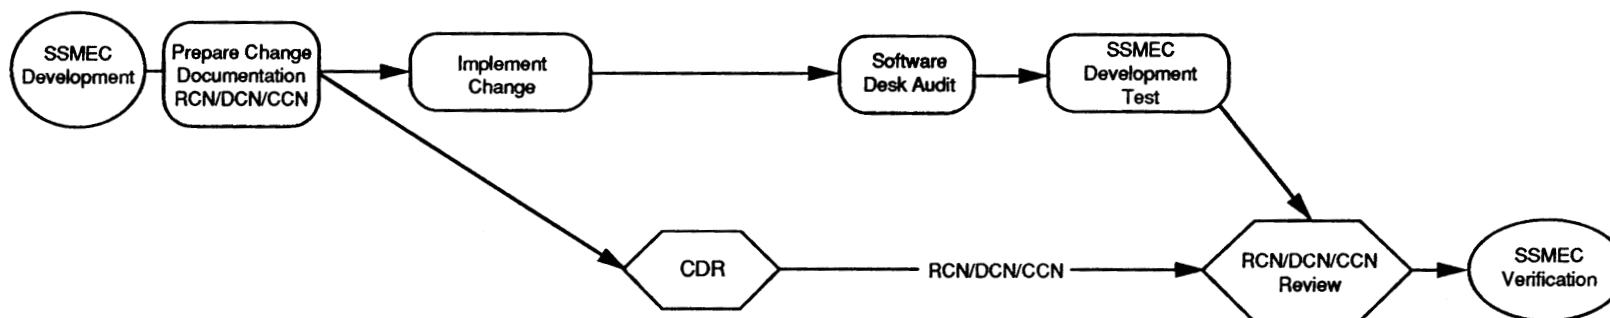 SSMEC
Development
Prepare Change
Documentation
RCN/DCN/CCN
Implement
Change
Software
Desk Audit
SSMEC
Development
Test
CDR
RCN/DCN/CCN
RCN/DCN/CCN
Review
SSMEC
Verification